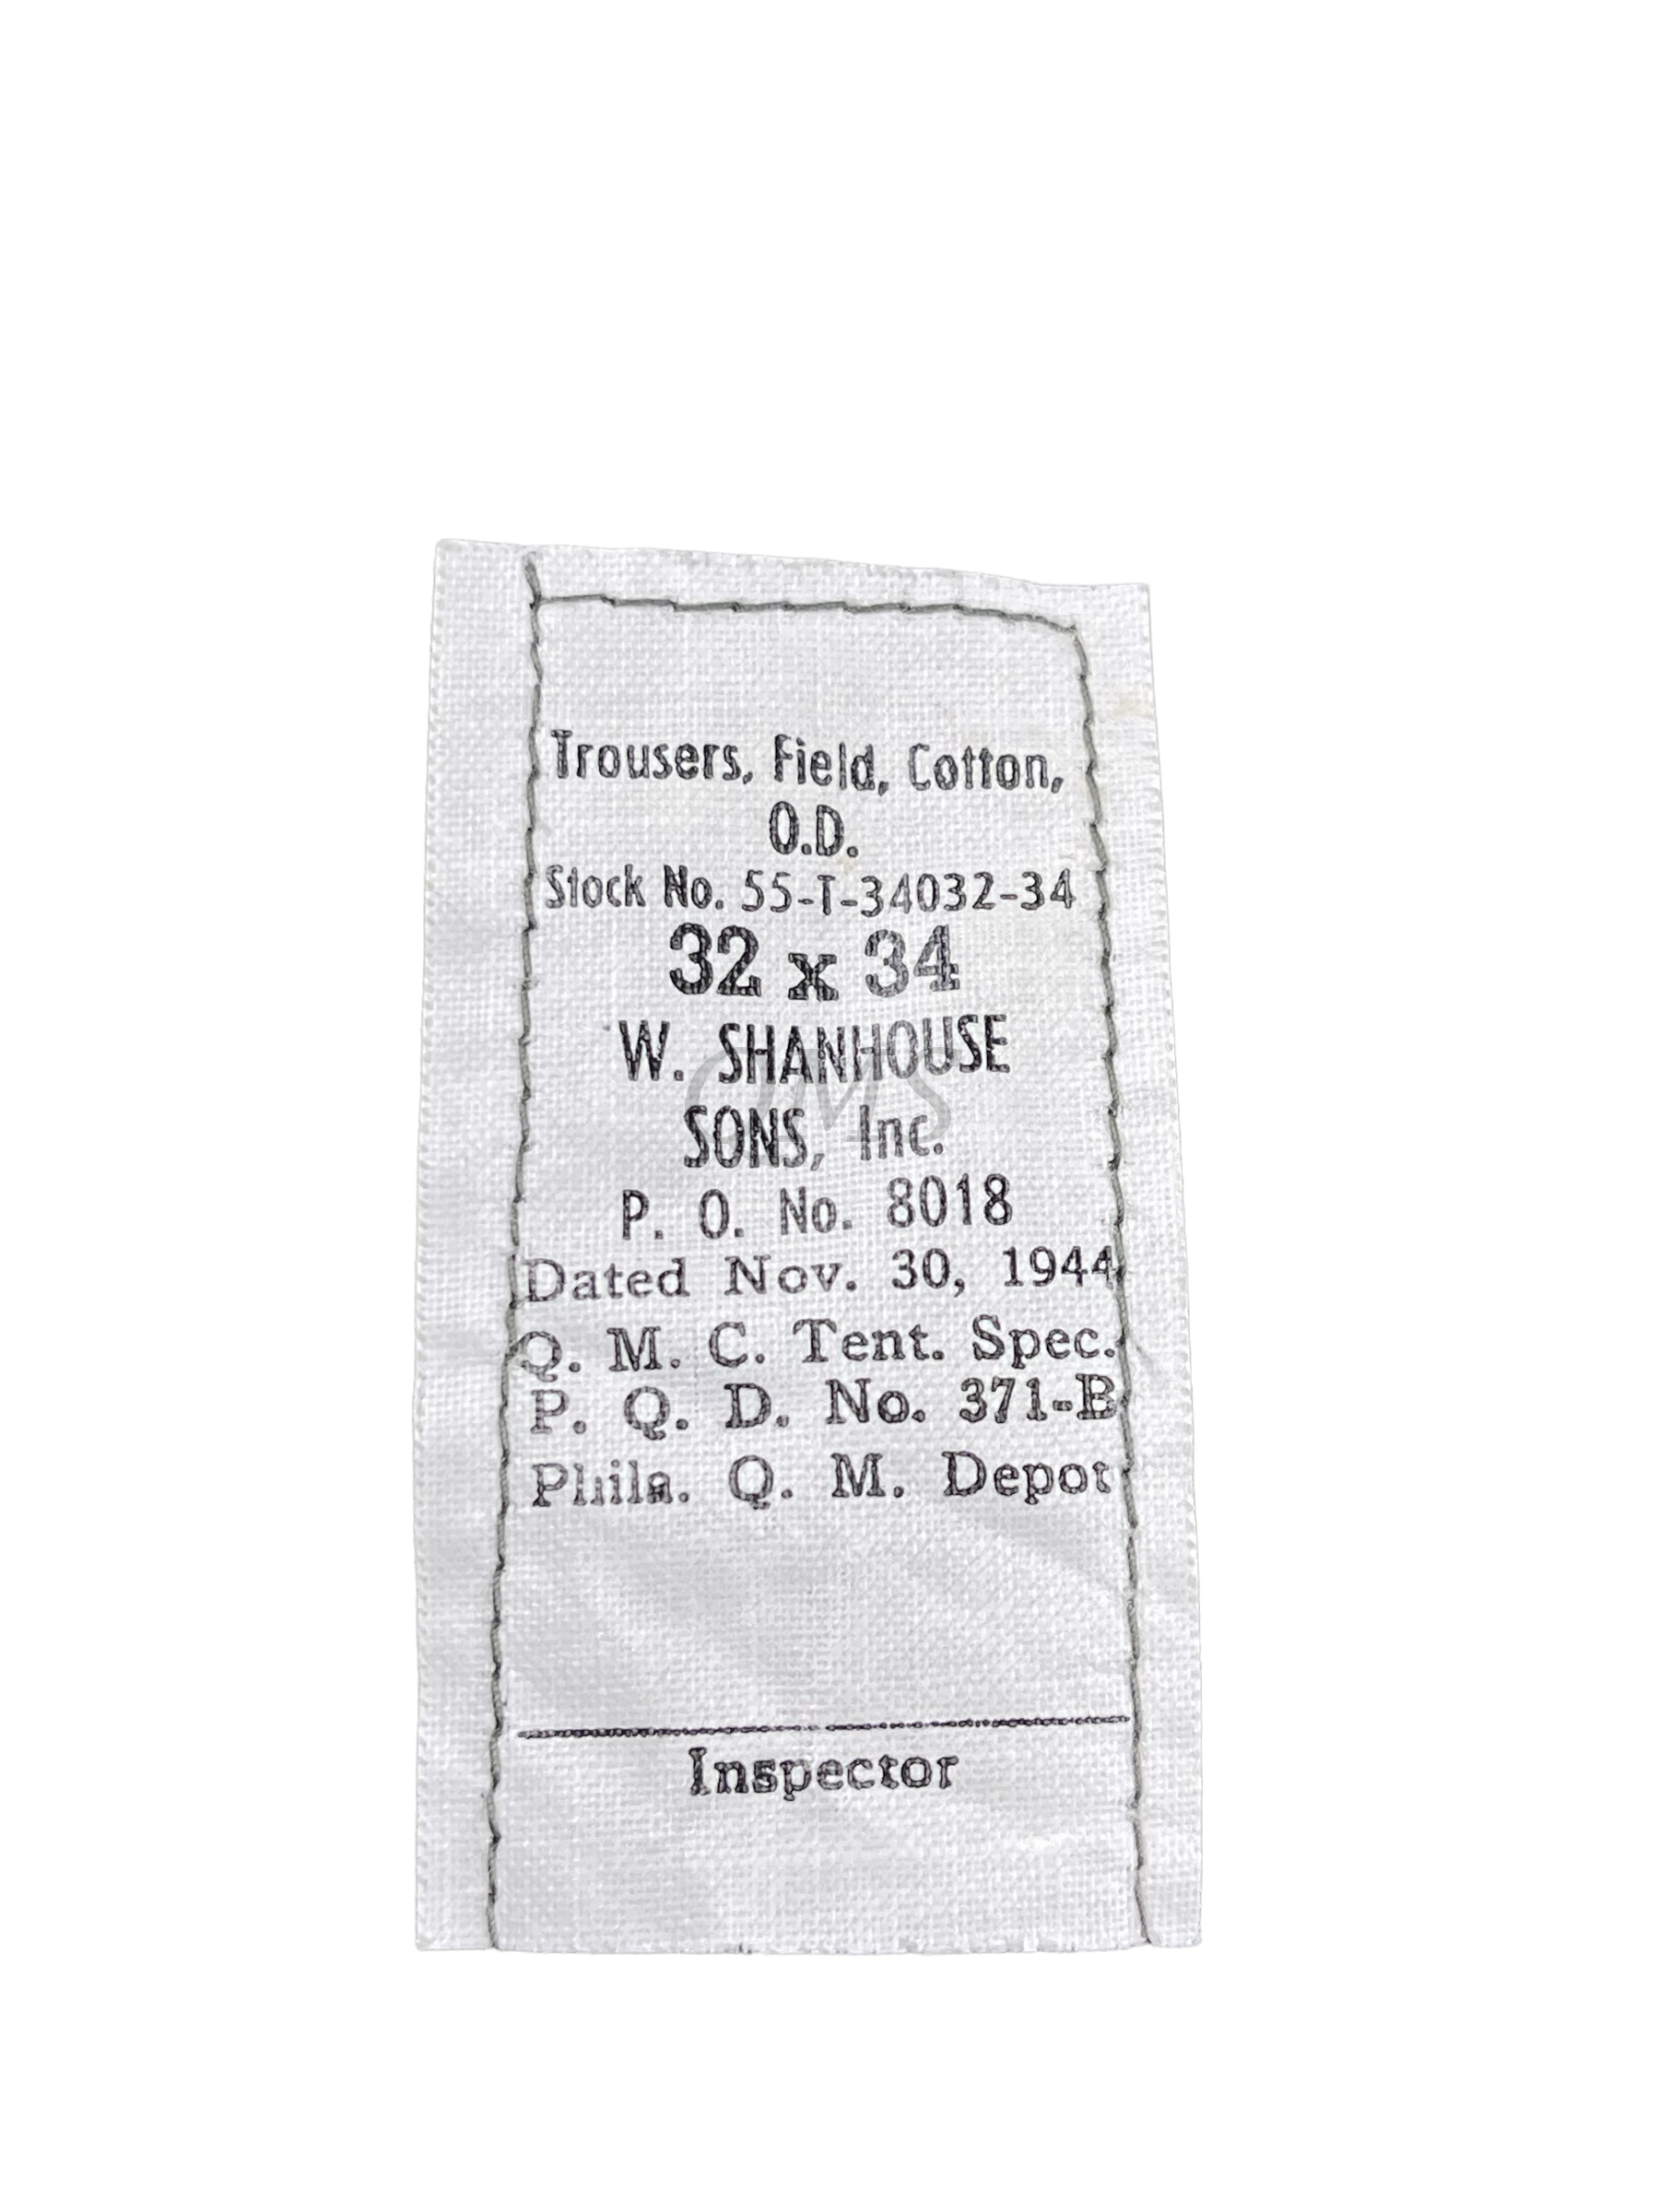 Trousers, Field, Cotton,
O.D.
Stock No. 55-T-34032-34
32 x 34
W. SHANHOUSE
SONS, Inc.
P. O. No. 8018
Dated Nov. 30, 1944
Q. M. C. Tent. Spec.
P. Q. D. No. 371-B
Phila. Q. M. Depot
Inspector
QMS